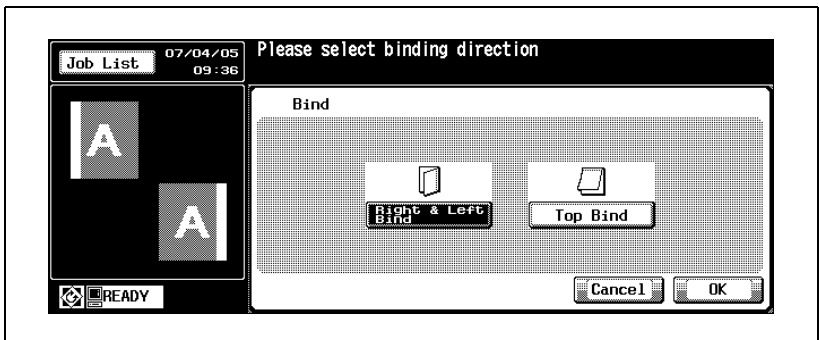 Job List
07/04/05
09:36
Please select binding direction
Bind
A
A
Right & Left
Bind
Top Bind
READY
Cancel
OK